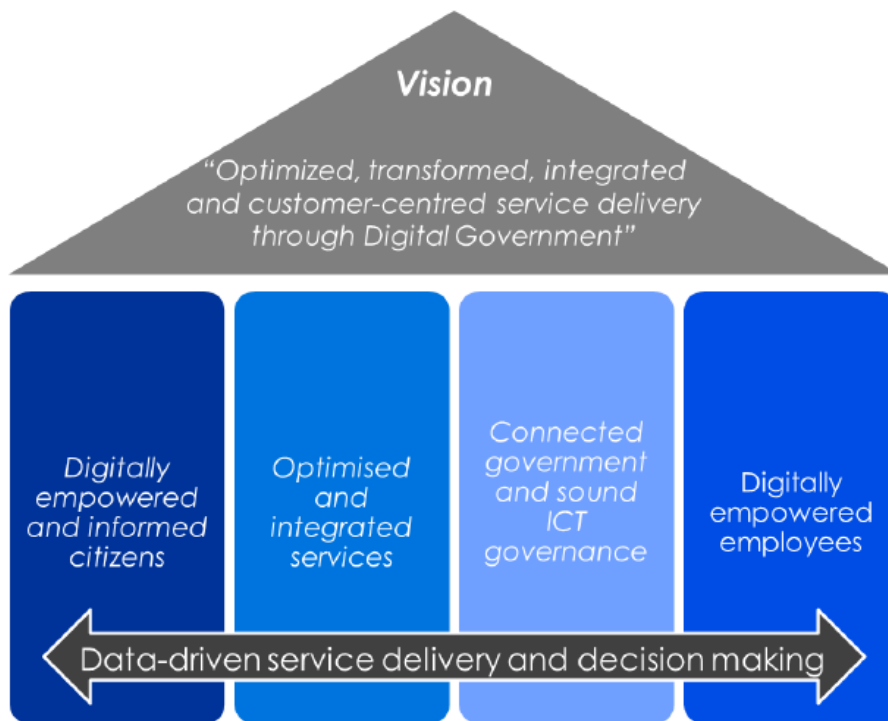 Vision
“Optimized, transformed, integrated
and customer-centred service delivery
through Digital Government”
Digitally
empowered
and informed
citizens
Optimised
and
integrated
services
Connected
government
and sound
ICT
governance
Digitally
empowered
employees
Data-driven service delivery and decision making